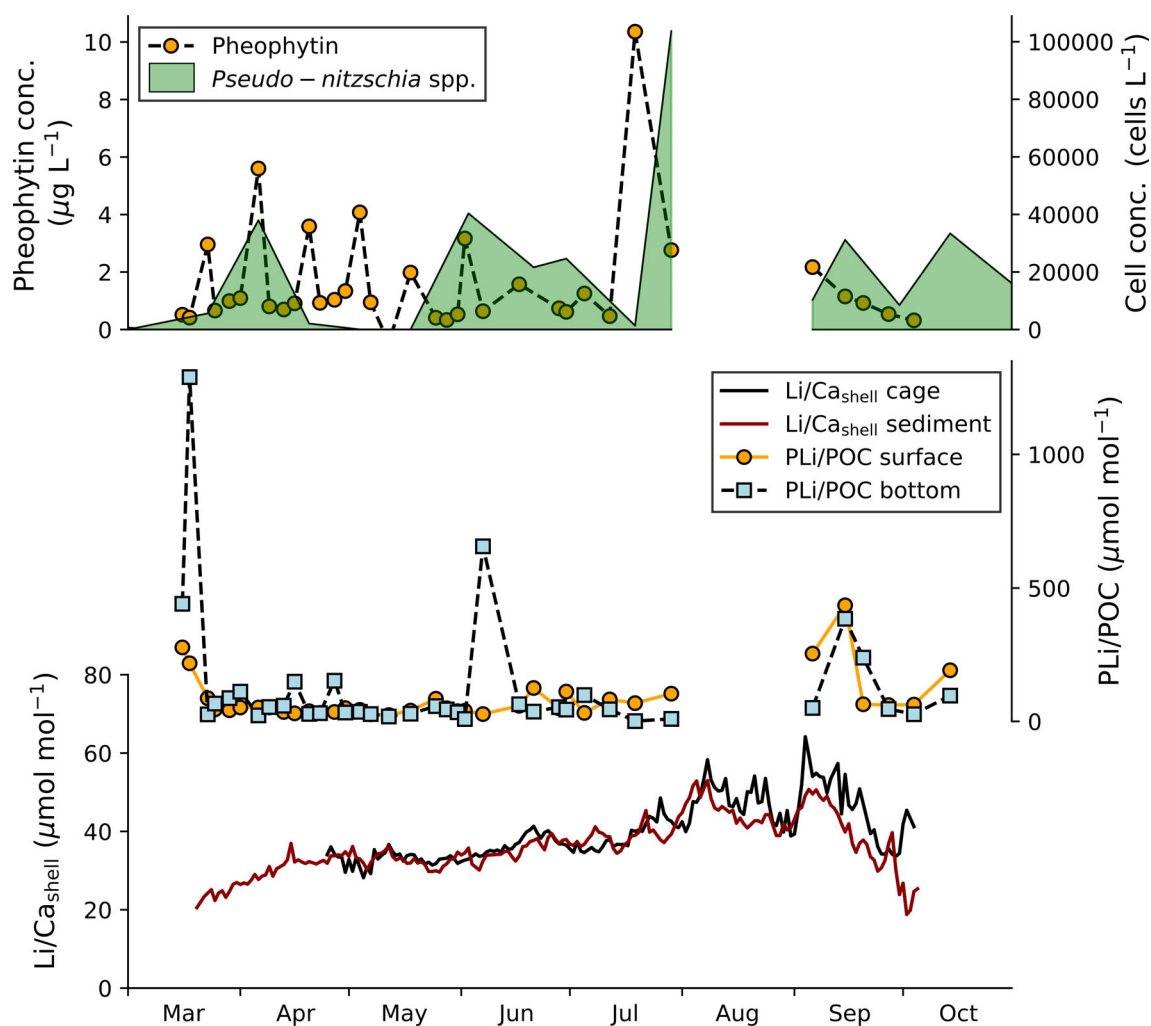 Pheophytin
Pseudo − nitzschia spp.
Pheophytin conc.
(μg L⁻¹)
10
8
6
4
2
0
100000
80000
60000
40000
20000
0
Cell conc. (cells L⁻¹)
Li/Ca_shell cage
Li/Ca_shell sediment
PLi/POC surface
PLi/POC bottom
1000
500
0
PLi/POC (μmol mol⁻¹)
Li/Ca_shell (μmol mol⁻¹)
80
60
40
20
0
Mar Apr May Jun Jul Aug Sep Oct